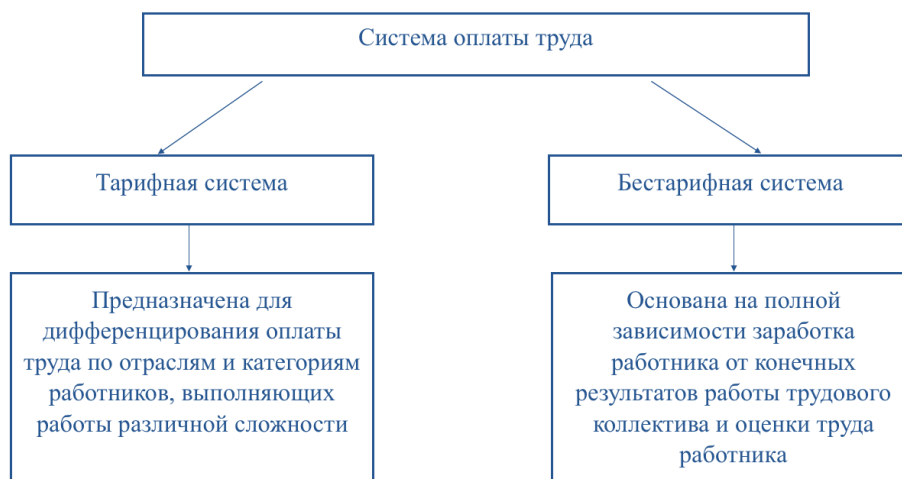 Система оплаты труда
Тарифная система
Бестарифная система
Предназначена для
дифференцирования оплаты
труда по отраслям и категориям
работников, выполняющих
работы различной сложности
Основана на полной
зависимости заработка
работника от конечных
результатов работы трудового
коллектива и оценки труда
работника